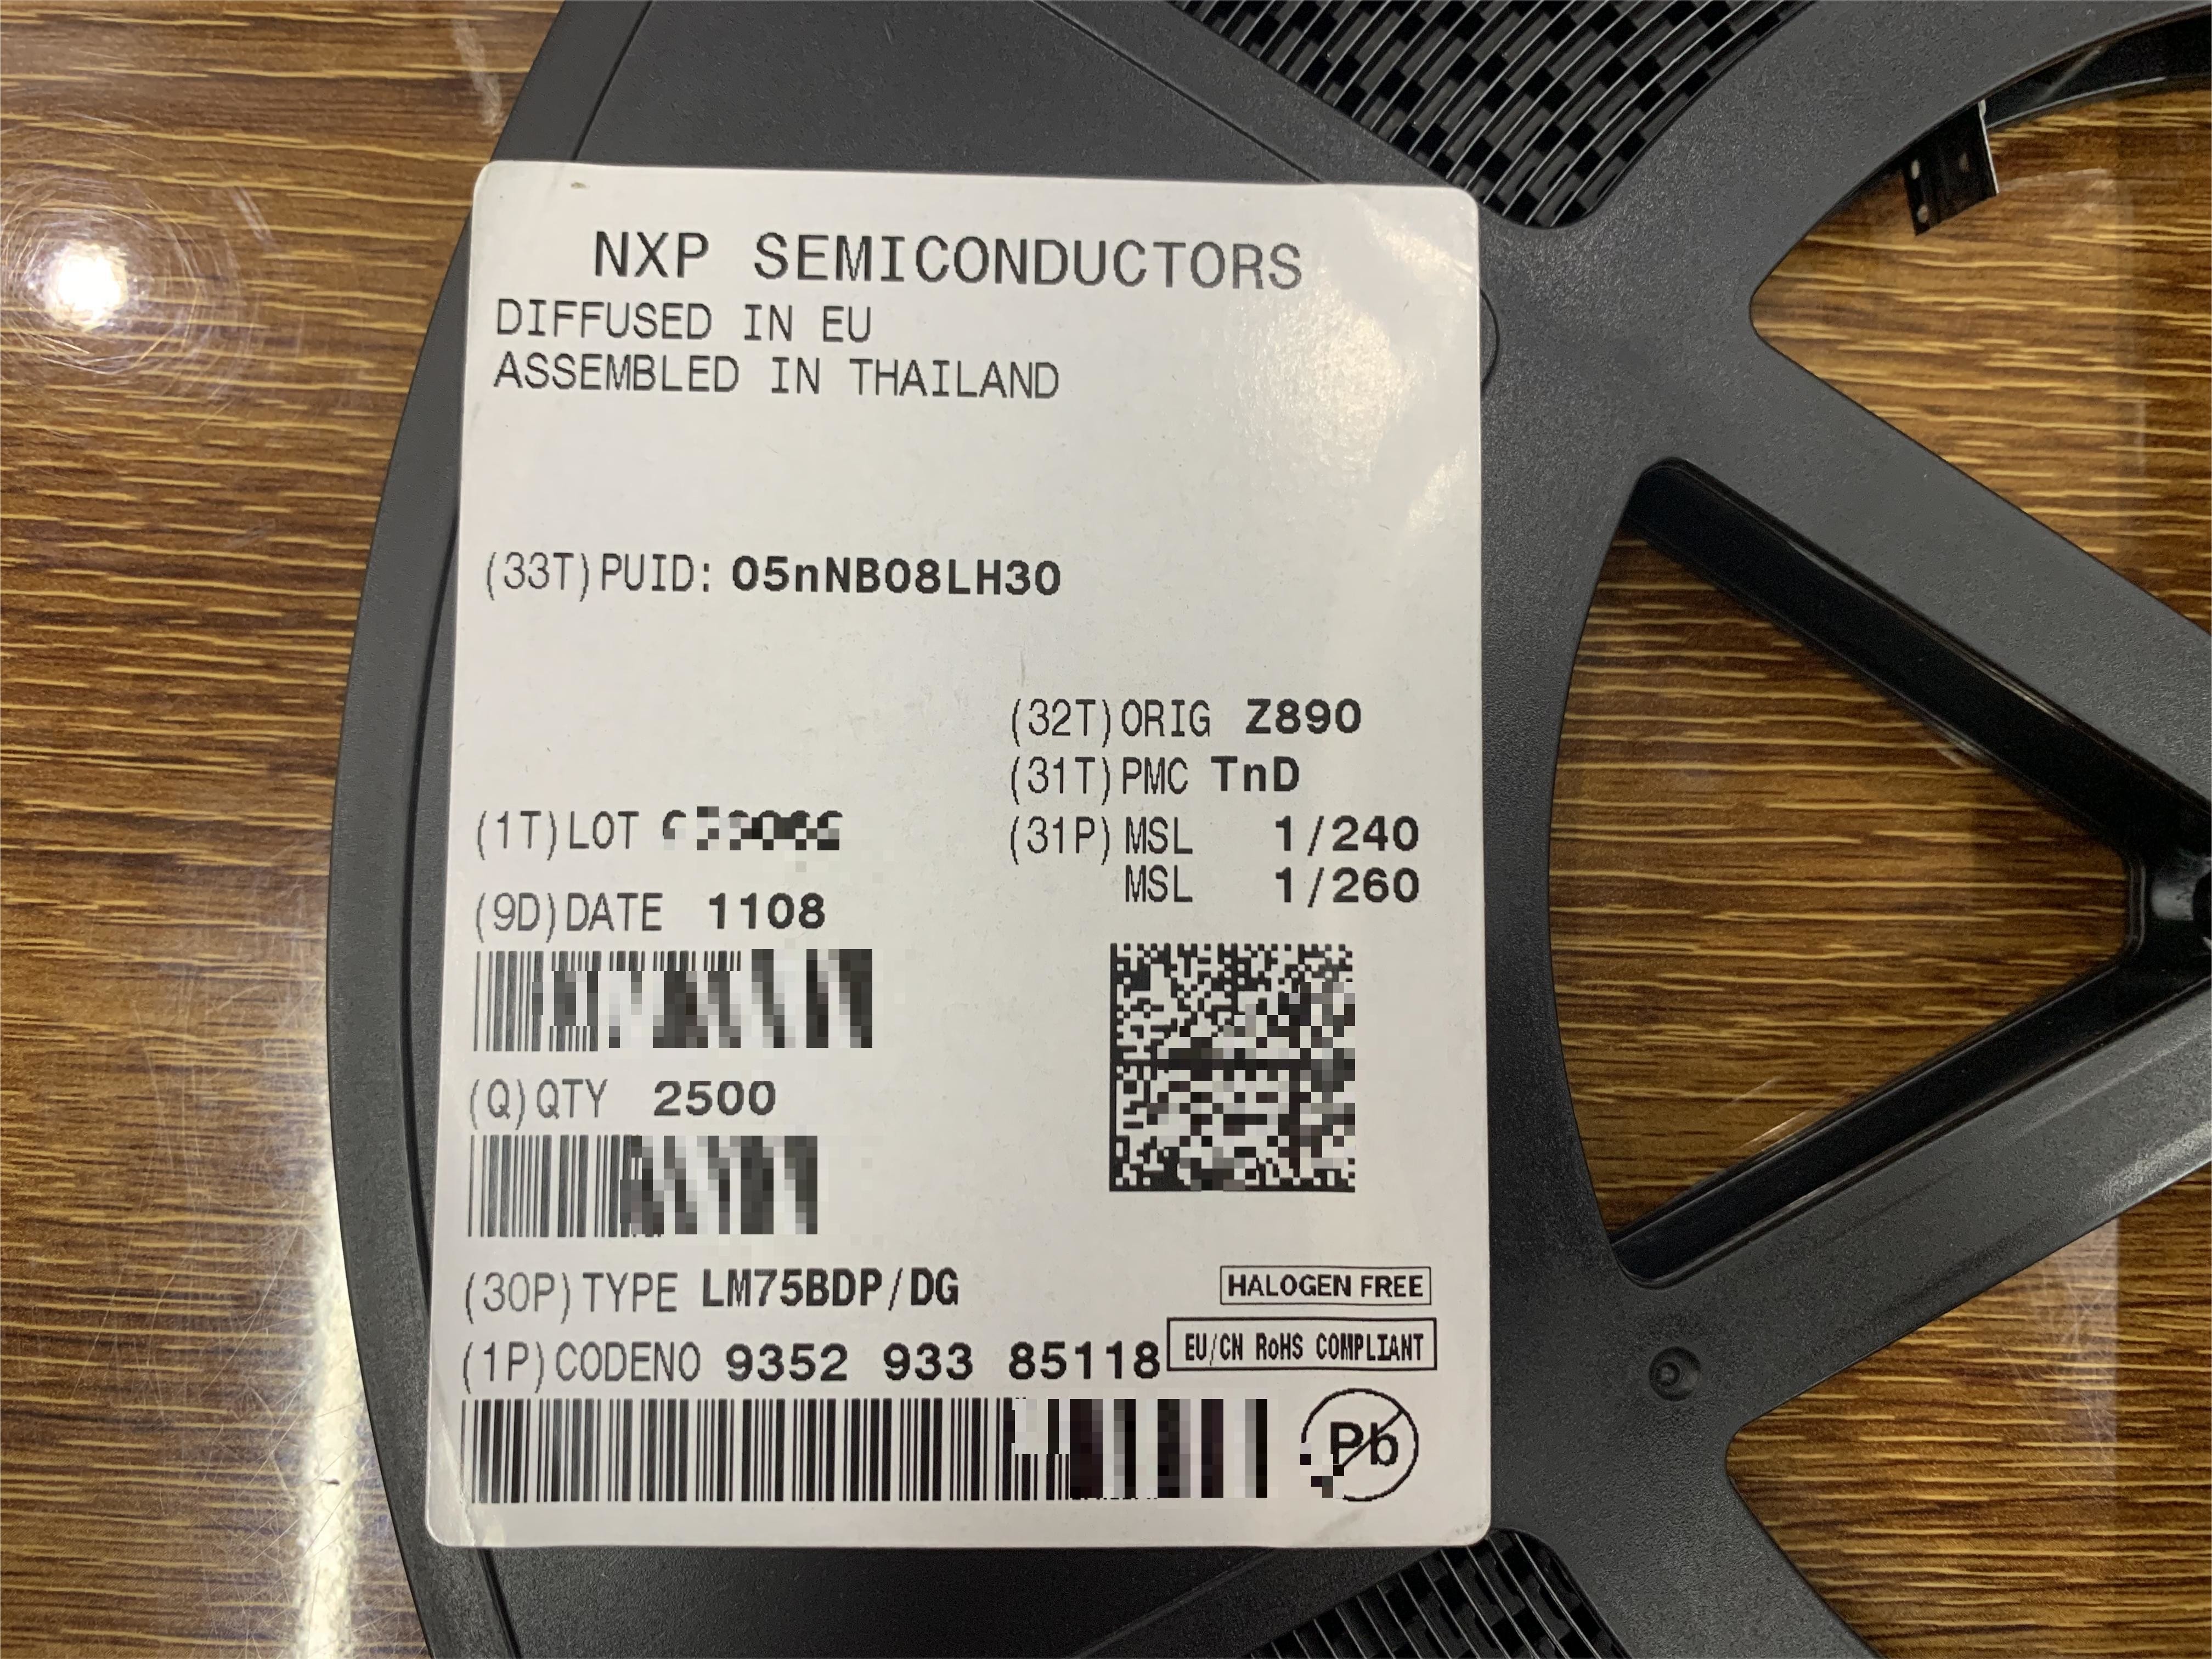 NXP SEMICONDUCTORS
DIFFUSED IN EU
ASSEMBLED IN THAILAND
(33T) PUID: 05nNB08LH30
(32T) ORIG Z890
(31T) PMC TnD
(1T) LOT
(31P) MSL 1/240
MSL 1/260
(9D) DATE 1108
(Q) QTY 2500
(30P) TYPE LM75BDP/DG
HALOGEN FREE
(1P) CODENO 9352 933 85118
EU/CN RoHS COMPLIANT
Pb